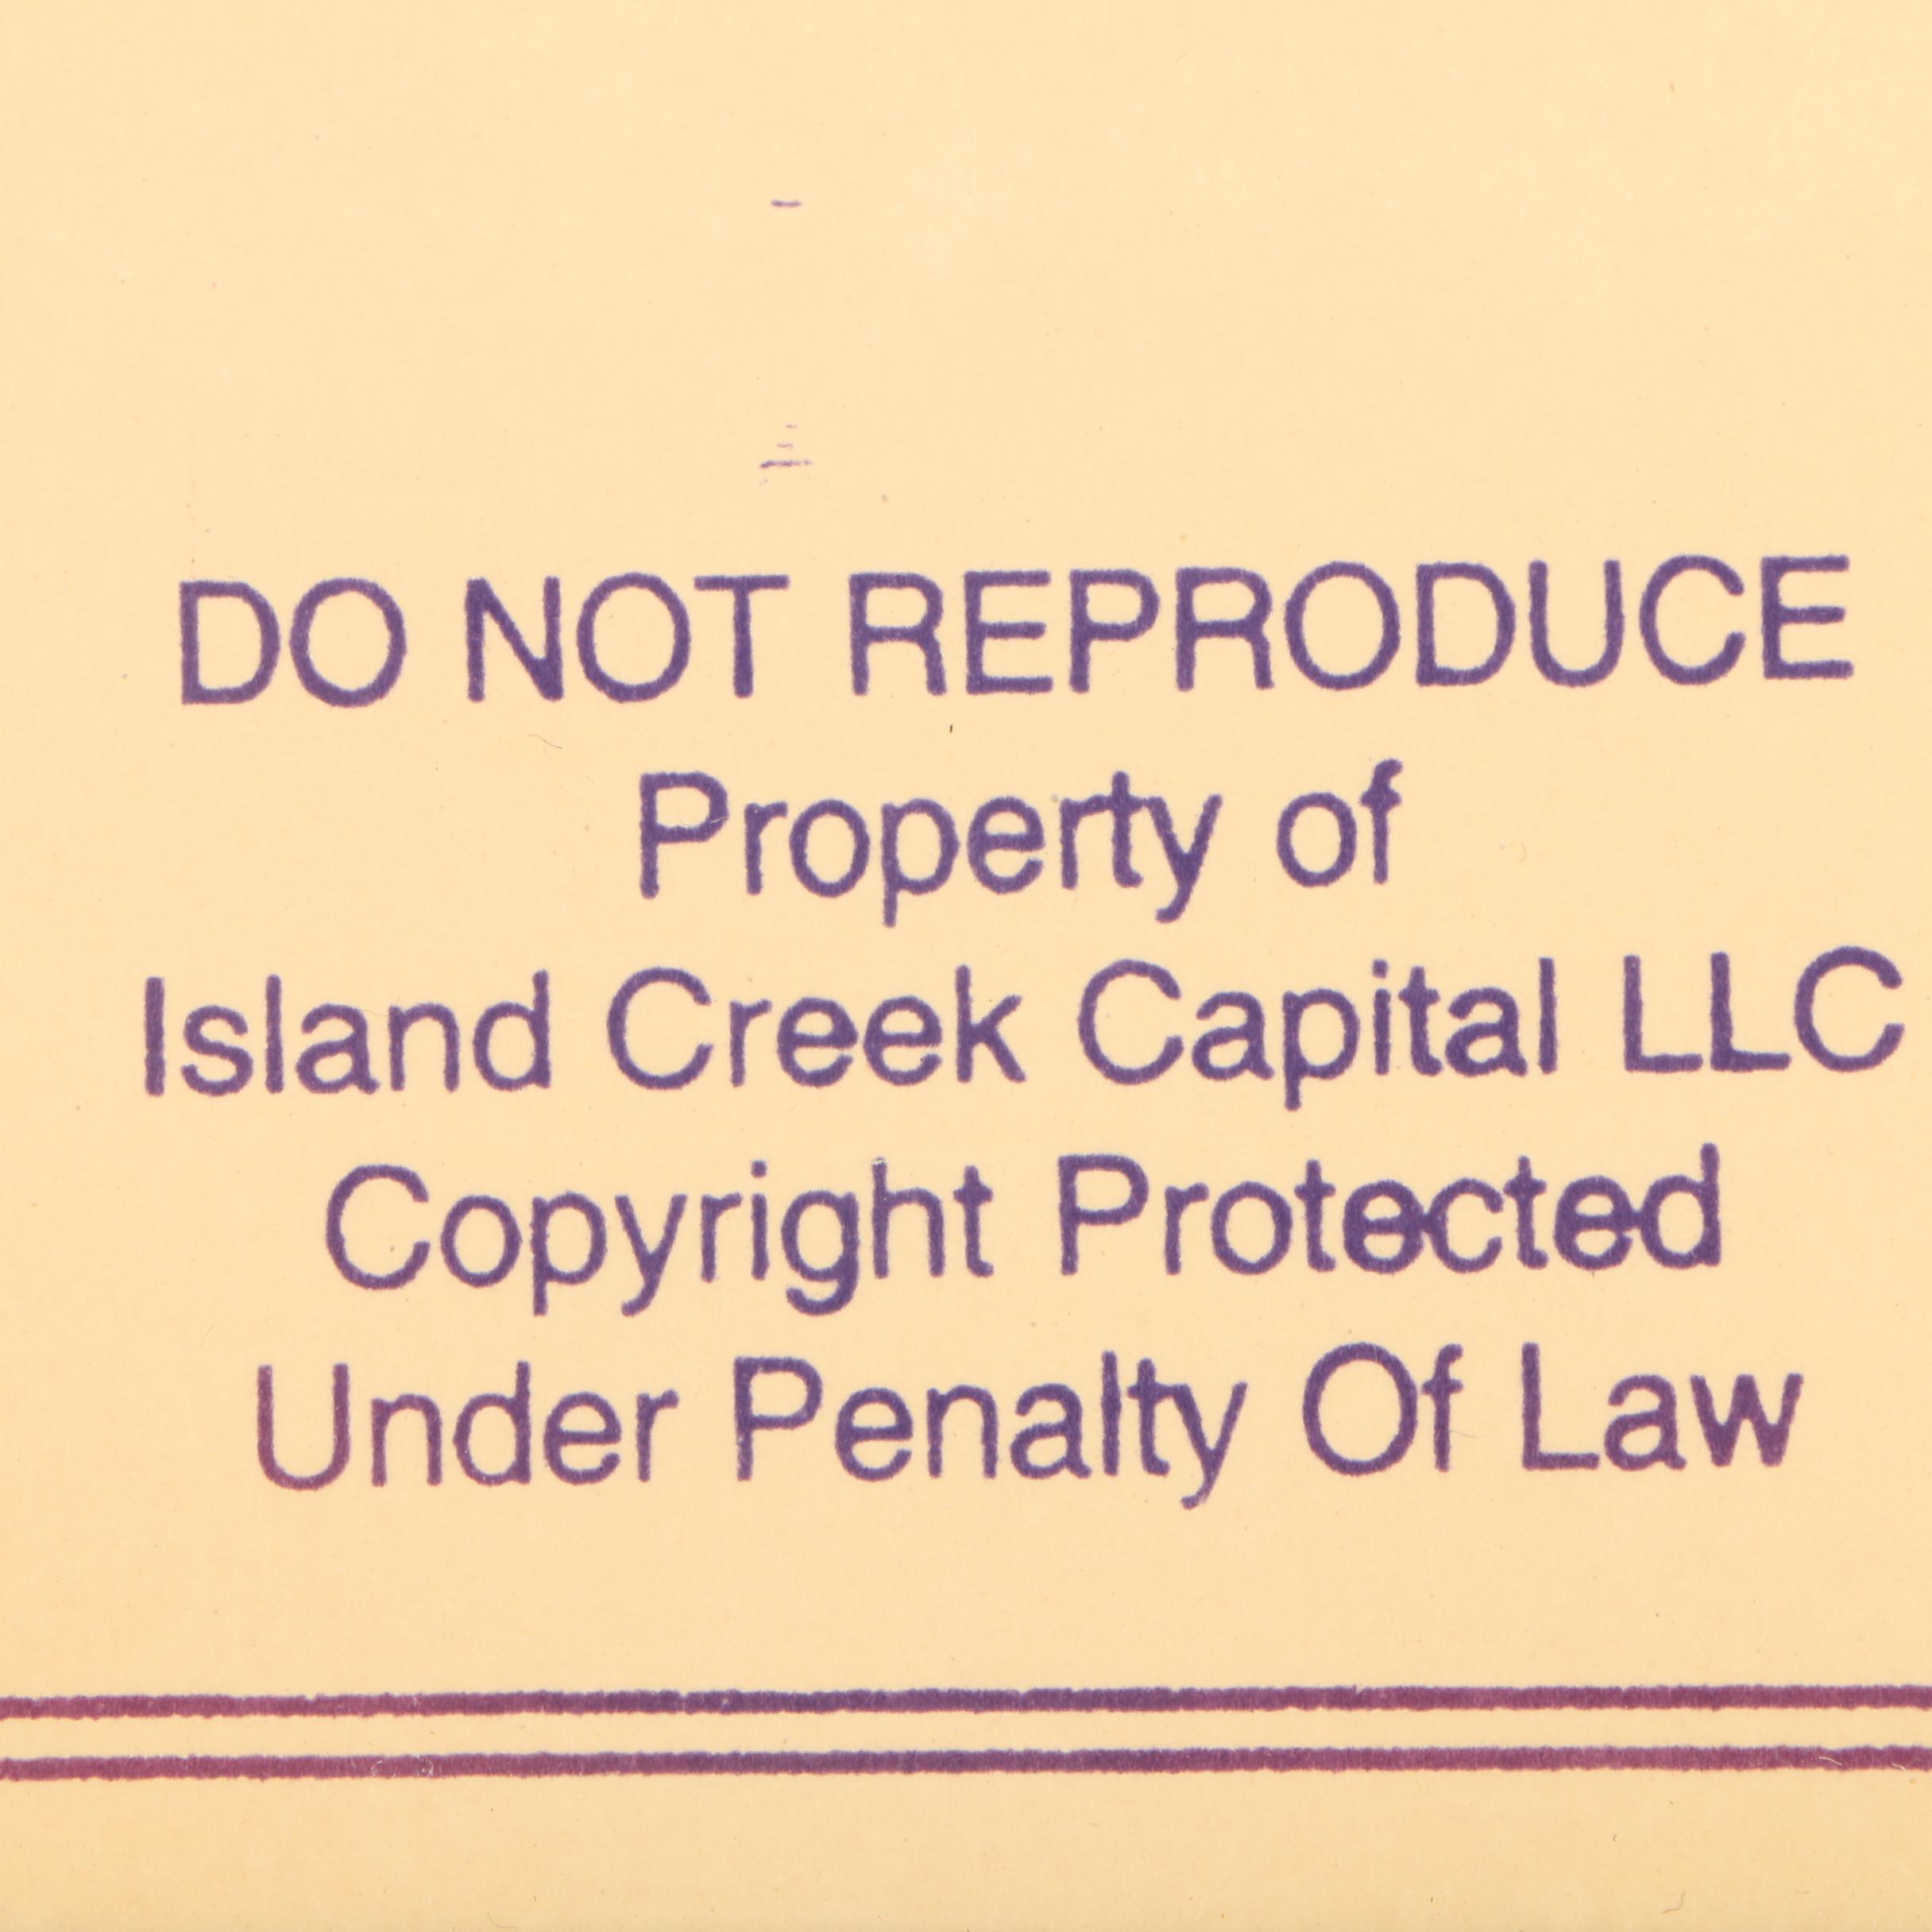 DO NOT REPRODUCE
Property of
Island Creek Capital LLC
Copyright Protected
Under Penalty Of Law